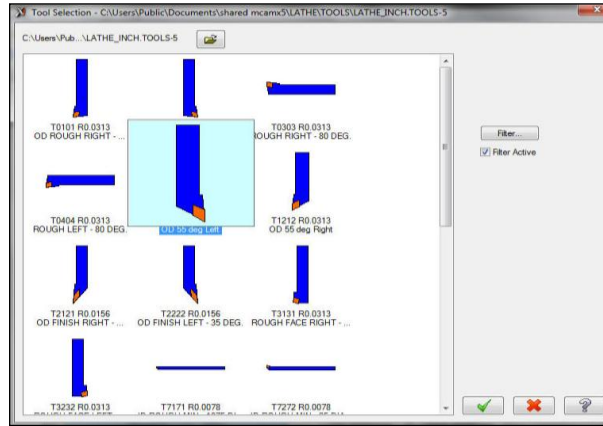 Tool Selection - C:\Users\Public\Documents\shared mcamx5\LATHE\TOOLS\LATHE_INCH.TOOLS-5
C:\Users\Pub...\LATHE_INCH.TOOLS-5
T0101 R0.0313
OD ROUGH RIGHT - ...
T0303 R0.0313
ROUGH RIGHT - 80 DEG.
Filter...
Filter Active
T0404 R0.0313
ROUGH LEFT - 80 DEG.
OD 55 deg Left
T1212 R0.0313
OD 55 deg Right
T2121 R0.0156
OD FINISH RIGHT - ...
T2222 R0.0156
OD FINISH LEFT - 35 DEG.
T3131 R0.0313
ROUGH FACE RIGHT - ...
T3232 R0.0313
T7171 R0.0078
T7272 R0.0078